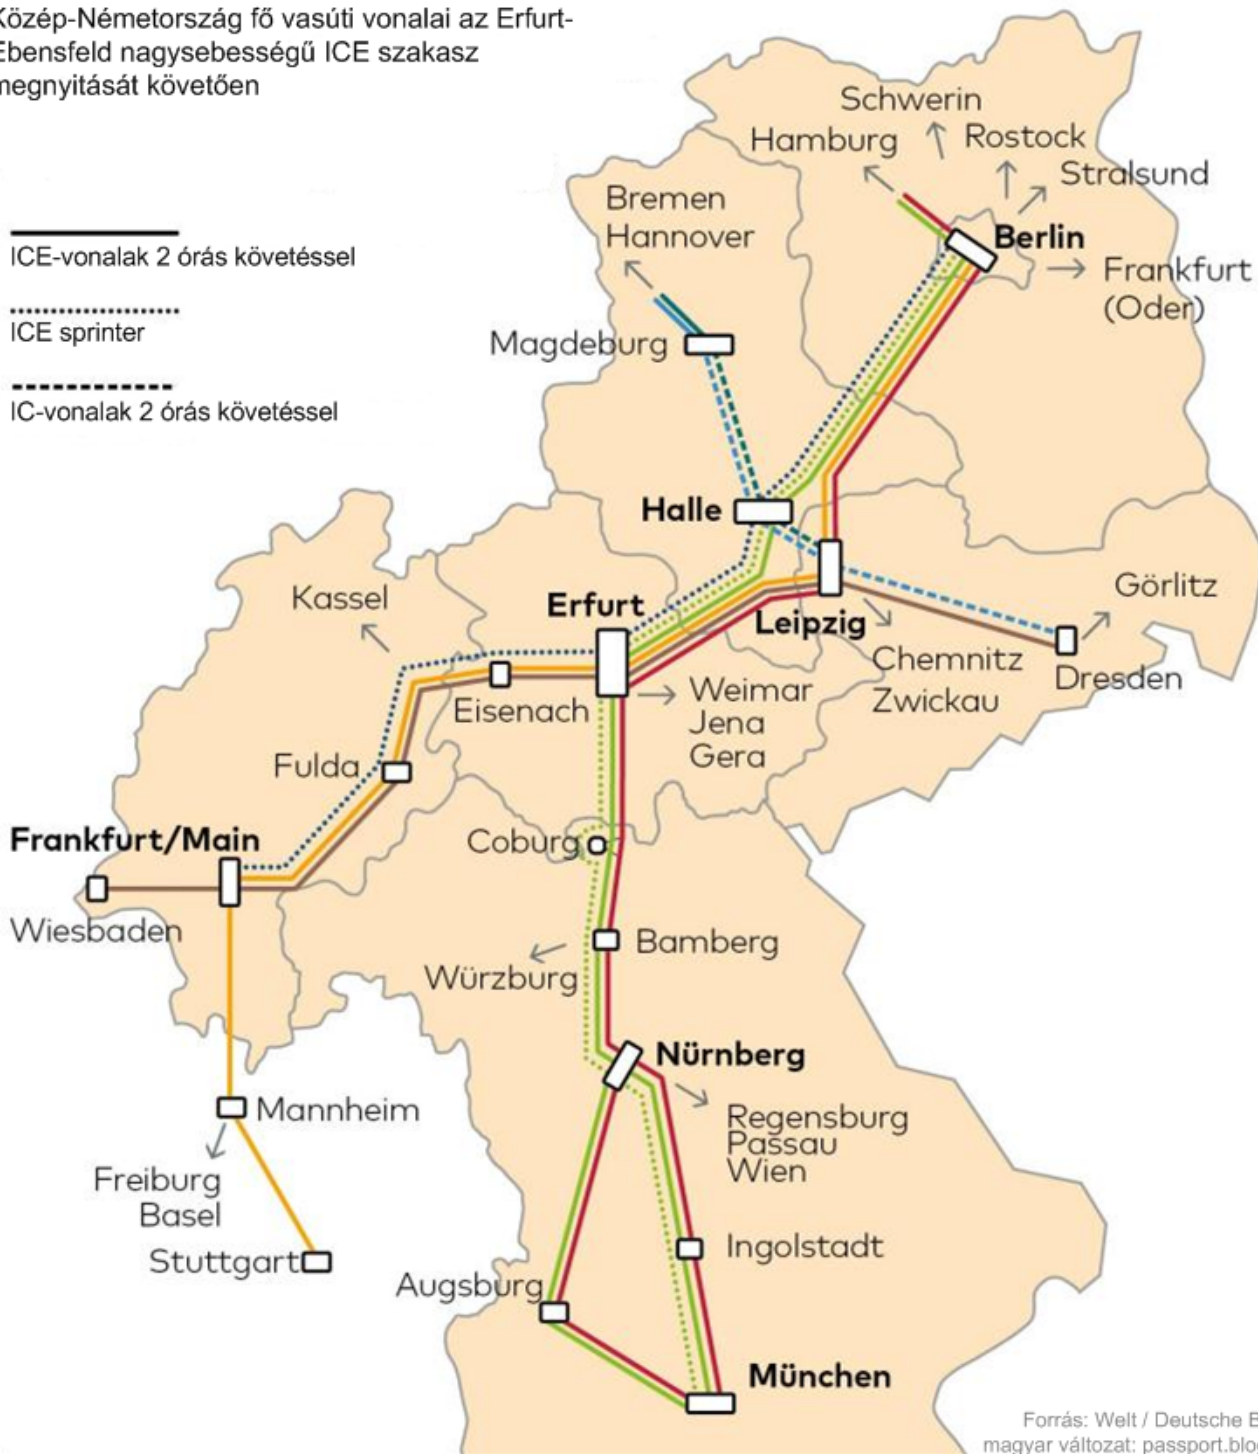 Közép-Németország fő vasúti vonalai az Erfurt-
Ebensfeld nagysebességű ICE szakasz
megnyitását követően
ICE-vonalak 2 órás követéssel
ICE sprinter
IC-vonalak 2 órás követéssel
Schwerin
Hamburg
Rostock
Stralsund
Bremen
Hannover
Berlin
Frankfurt
(Oder)
Magdeburg
Halle
Görlitz
Kassel
Erfurt
Leipzig
Chemnitz
Zwickau
Dresden
Eisenach
Weimar
Jena
Gera
Fulda
Frankfurt/Main
Coburg
Wiesbaden
Bamberg
Würzburg
Nürnberg
Mannheim
Regensburg
Passau
Wien
Freiburg
Basel
Stuttgart
Ingolstadt
Augsburg
München
Forrás: Welt / Deutsche B
magyar változat: passport.blo